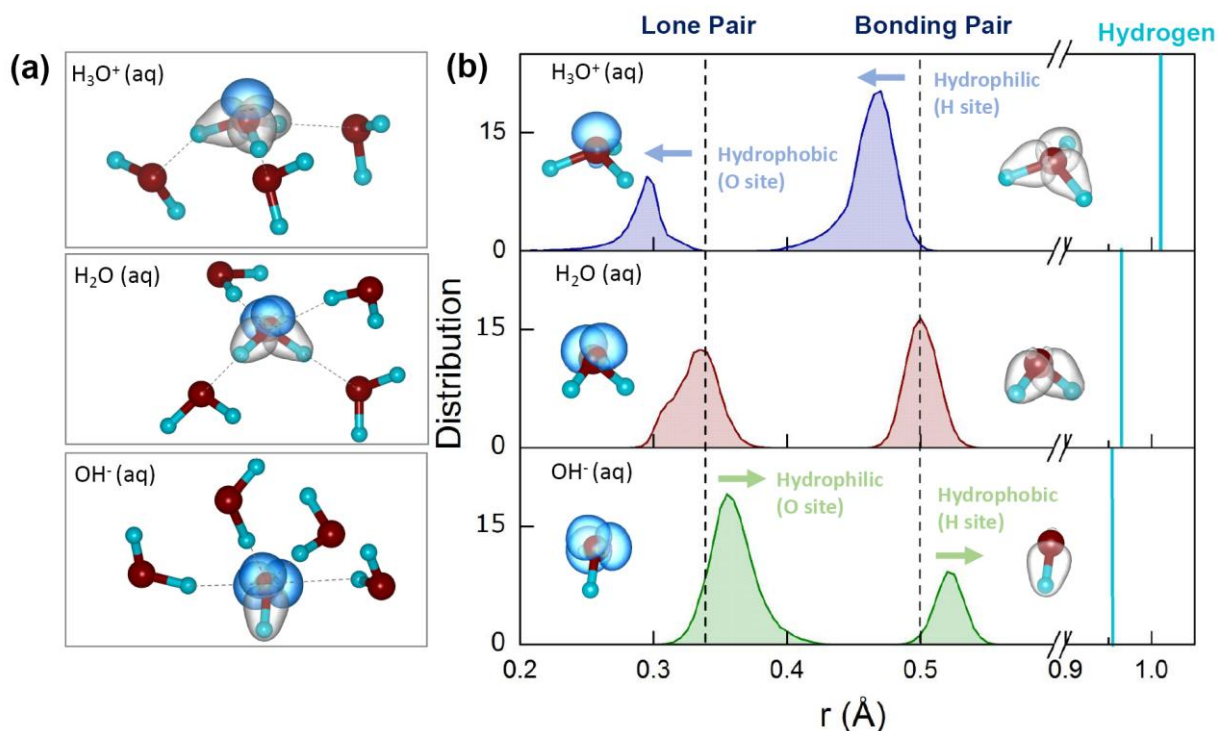 (a)
H₃O⁺ (aq)
H₂O (aq)
OH⁻ (aq)
Lone Pair
Bonding Pair
Hydrogen
(b)
H₃O⁺ (aq)
Hydrophilic
(H site)
Hydrophobic
(O site)
15
0
H₂O (aq)
15
0
OH⁻ (aq)
Hydrophilic
(O site)
Hydrophobic
(H site)
15
0
Distribution
0.2
0.3
0.4
0.5
0.9
1.0
r (Å)